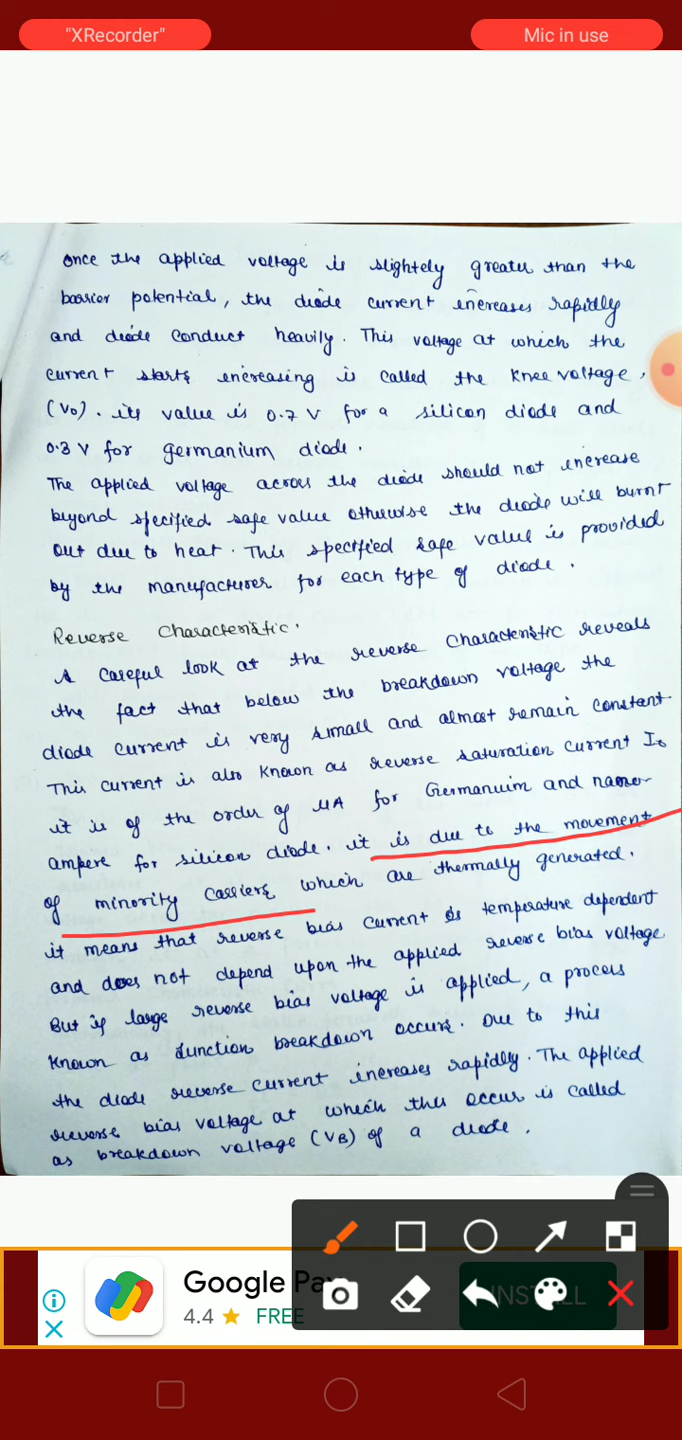 "XRecorder"
Mic in use
once the applied voltage is slightely greater than the
barrier potential, the diode current increases rapidly
and diode conduct heavily. This voltage at which the
current starts increasing is called the knee voltage,
(V0). its value is 0.7 V for a silicon diode and
0.3 V for germanium diode.
The applied voltage across the diode should not increase
beyond specified safe value otherwise the diode will burnt
out due to heat. This specified safe value is provided
by the manufacturer for each type of diode.
Reverse Characteristic.
A careful look at the reverse characteristic reveals
the fact that below the breakdown voltage the
diode current is very small and almost remain constant
This current is also known as reverse saturation current I0
it is of the order of μA for Germanuim and nano
ampere for silicon diode. it is due to the movement
of minority carriers which are thermally generated.
it means that reverse bias current is temperature dependent
and does not depend upon the applied reverse bias voltage
But if large reverse bias voltage is applied, a process
known as Junction breakdown occurs. Due to this
the diode reverse current increases rapidly. The applied
reverse bias voltage at which this occur is called
as breakdown voltage (VB) of a diode.
Google Pay
4.4 ★ FREE
INSTALL